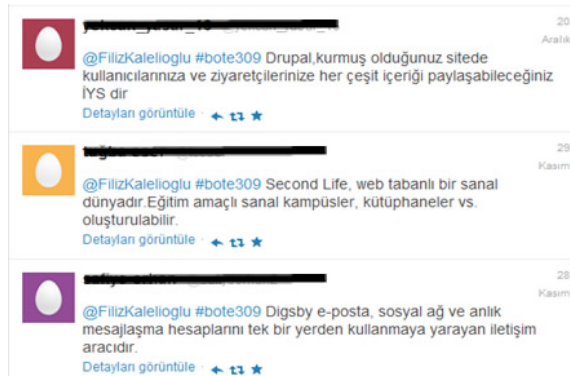 20
Aralık
@FilizKalelioglu #bote309 Drupal,kurmuş olduğunuz sitede
kullanıcılarınıza ve ziyaretçilerinize her çeşit içeriği paylaşabileceğiniz
İYS dir
Detayları görüntüle
29
Kasım
@FilizKalelioglu #bote309 Second Life, web tabanlı bir sanal
dünyadır.Eğitim amaçlı sanal kampüsler, kütüphaneler vs.
oluşturulabilir.
Detayları görüntüle
28
Kasım
@FilizKalelioglu #bote309 Digsby e-posta, sosyal ağ ve anlık
mesajlaşma hesaplarını tek bir yerden kullanmaya yarayan iletişim
aracıdır.
Detayları görüntüle